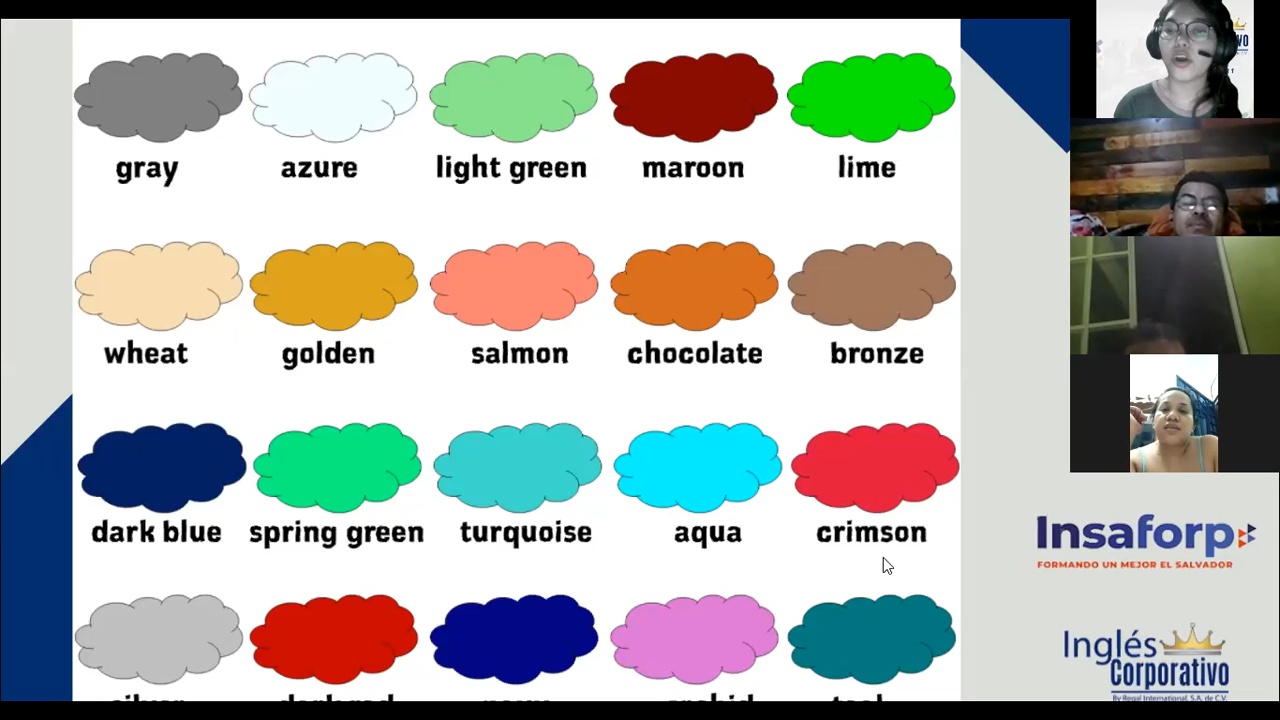 gray azure light green maroon lime
wheat golden salmon chocolate bronze
dark blue spring green turquoise aqua crimson
Insaforp
FORMANDO UN MEJOR EL SALVADOR
Inglés
Corporativo
By Regal International, S.A. de C.V.